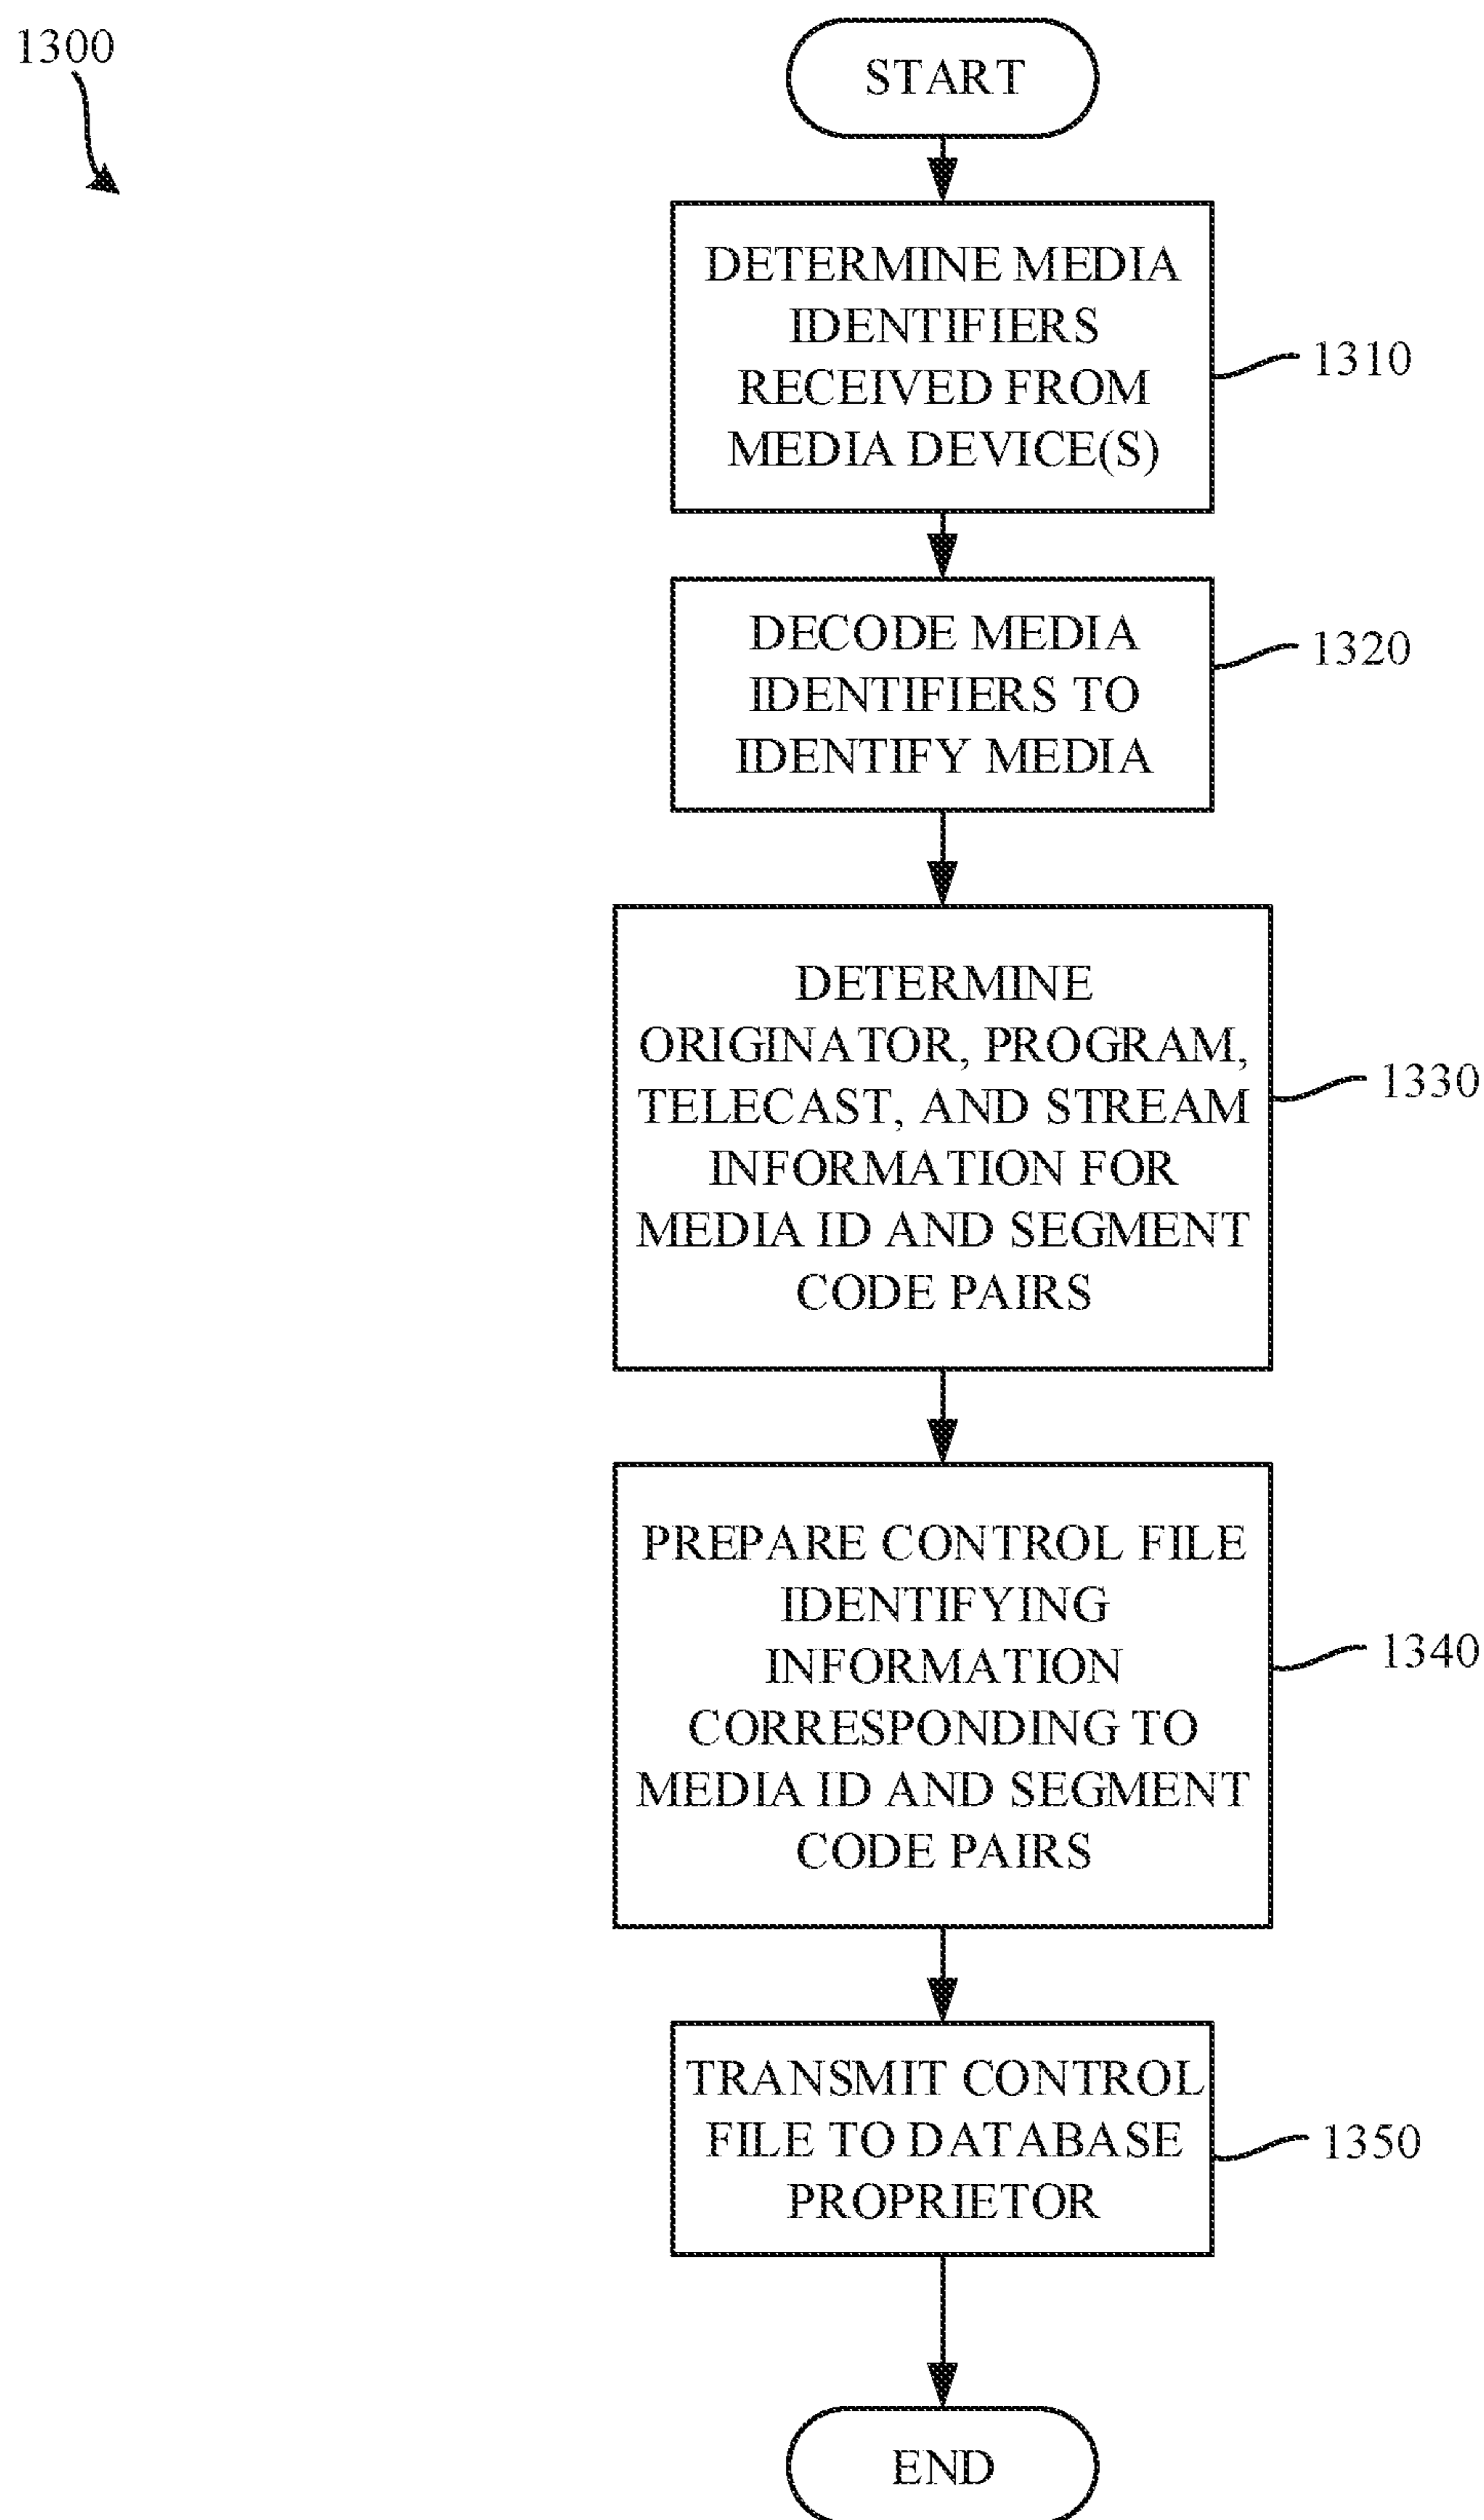 1300
START
DETERMINE MEDIA
IDENTIFIERS
RECEIVED FROM
MEDIA DEVICE(S)
1310
DECODE MEDIA
IDENTIFIERS TO
IDENTIFY MEDIA
1320
DETERMINE
ORIGINATOR, PROGRAM,
TELECAST, AND STREAM
INFORMATION FOR
MEDIA ID AND SEGMENT
CODE PAIRS
1330
PREPARE CONTROL FILE
IDENTIFYING
INFORMATION
CORRESPONDING TO
MEDIA ID AND SEGMENT
CODE PAIRS
1340
TRANSMIT CONTROL
FILE TO DATABASE
PROPRIETOR
1350
END